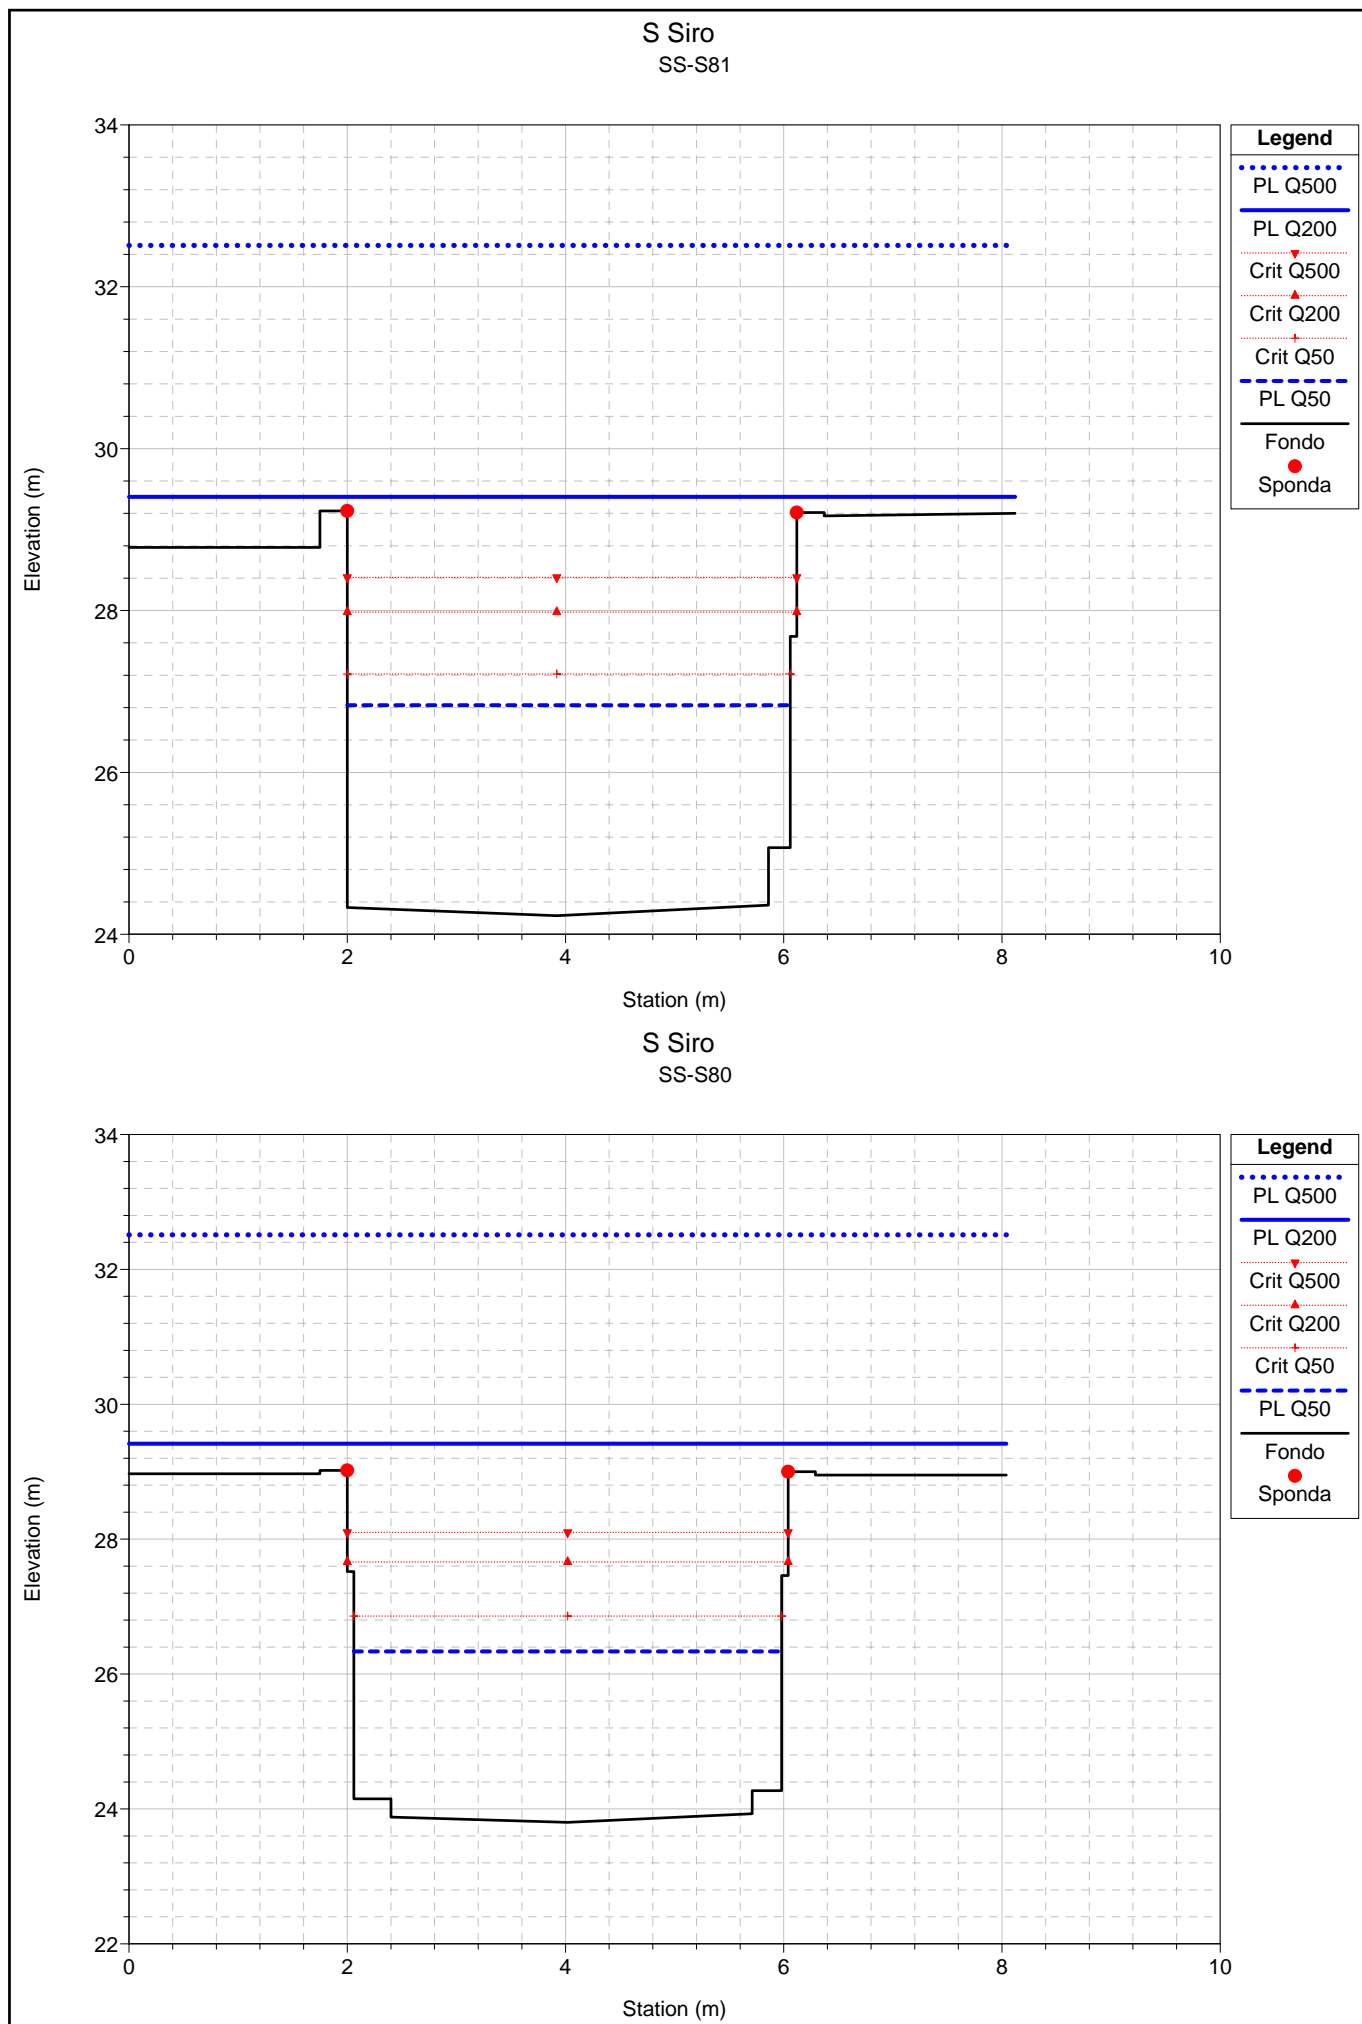 S Siro
SS-S81
34
32
30
28
26
24
0 2 4 6 8 10
Elevation (m)
Station (m)
Legend
PL Q500
PL Q200
Crit Q500
Crit Q200
Crit Q50
PL Q50
Fondo
Sponda
S Siro
SS-S80
34
32
30
28
26
24
22
0 2 4 6 8 10
Elevation (m)
Station (m)
Legend
PL Q500
PL Q200
Crit Q500
Crit Q200
Crit Q50
PL Q50
Fondo
Sponda